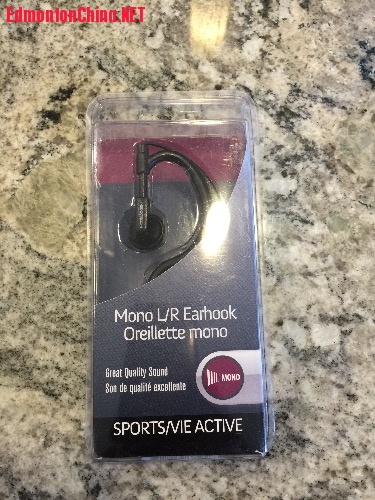 EdmontonChina.NET
Mono L/R Earhook
Oreillette mono
Great Quality Sound
Son de qualité excellente
MONO
SPORTS/VIE ACTIVE